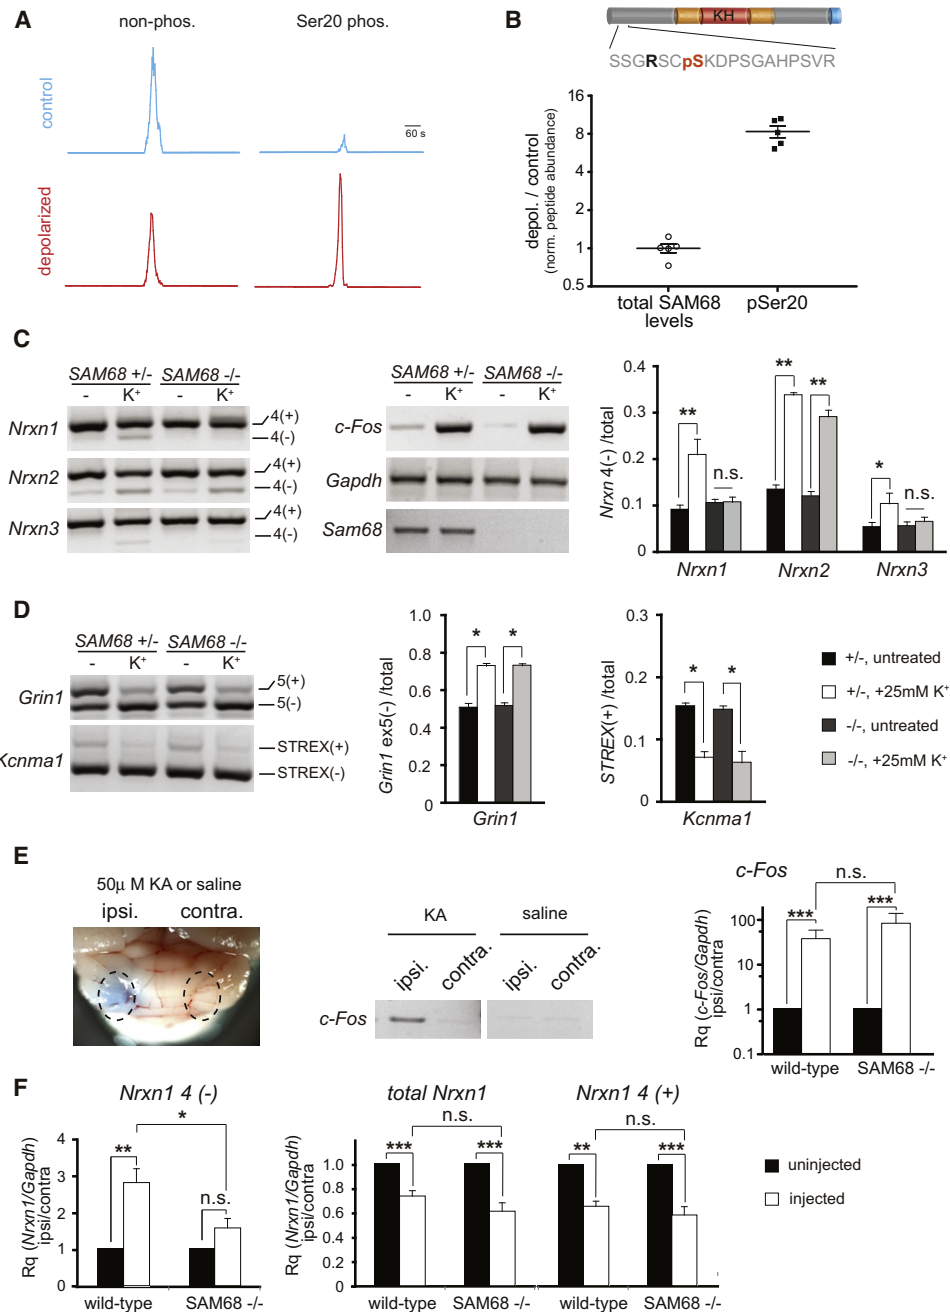 A
non-phos.
Ser20 phos.
control
60 s
depolarized
B
KH
SSGRSCpSKDPSGAHPSVR
depol. / control
(norm. peptide abundance)
16
8
4
2
1
0.5
total SAM68
levels
pSer20
C
SAM68 +/-
SAM68 -/-
-
K+
-
K+
Nrxn1
4(+)
4(-)
Nrxn2
4(+)
4(-)
Nrxn3
4(+)
4(-)
SAM68 +/-
SAM68 -/-
-
K+
-
K+
c-Fos
Gapdh
Sam68
Nrxn 4(-) /total
0.4
0.3
0.2
0.1
0
**
n.s.
**
**
*
n.s.
Nrxn1
Nrxn2
Nrxn3
D
SAM68 +/-
SAM68 -/-
-
K+
-
K+
Grin1
5(+)
5(-)
Kcnma1
STREX(+)
STREX(-)
Grin1 ex5(-) /total
1.0
0.8
0.6
0.4
0
*
*
Grin1
STREX(+)/total
0.3
0.2
0.1
0
*
*
Kcnma1
+/-, untreated
+/-, +25mM K+
-/-, untreated
-/-, +25mM K+
E
50μ M KA or saline
ipsi.
contra.
KA
saline
ipsi.
contra.
ipsi.
contra.
c-Fos
c-Fos
Rq (c-Fos/Gapdh)
ipsi/contra
100
10
1
0.1
***
***
n.s.
wild-type
SAM68 -/-
F
Nrxn1 4 (-)
Rq (Nrxn1/Gapdh)
ipsi/contra
4
3
2
1
0
**
*
n.s.
wild-type
SAM68 -/-
total Nrxn1
Nrxn1 4 (+)
Rq (Nrxn1/Gapdh)
ipsi/contra
1.0
0.8
0.6
0.4
0.2
0
***
n.s.
***
**
n.s.
***
wild-type
SAM68 -/-
wild-type
SAM68 -/-
uninjected
injected